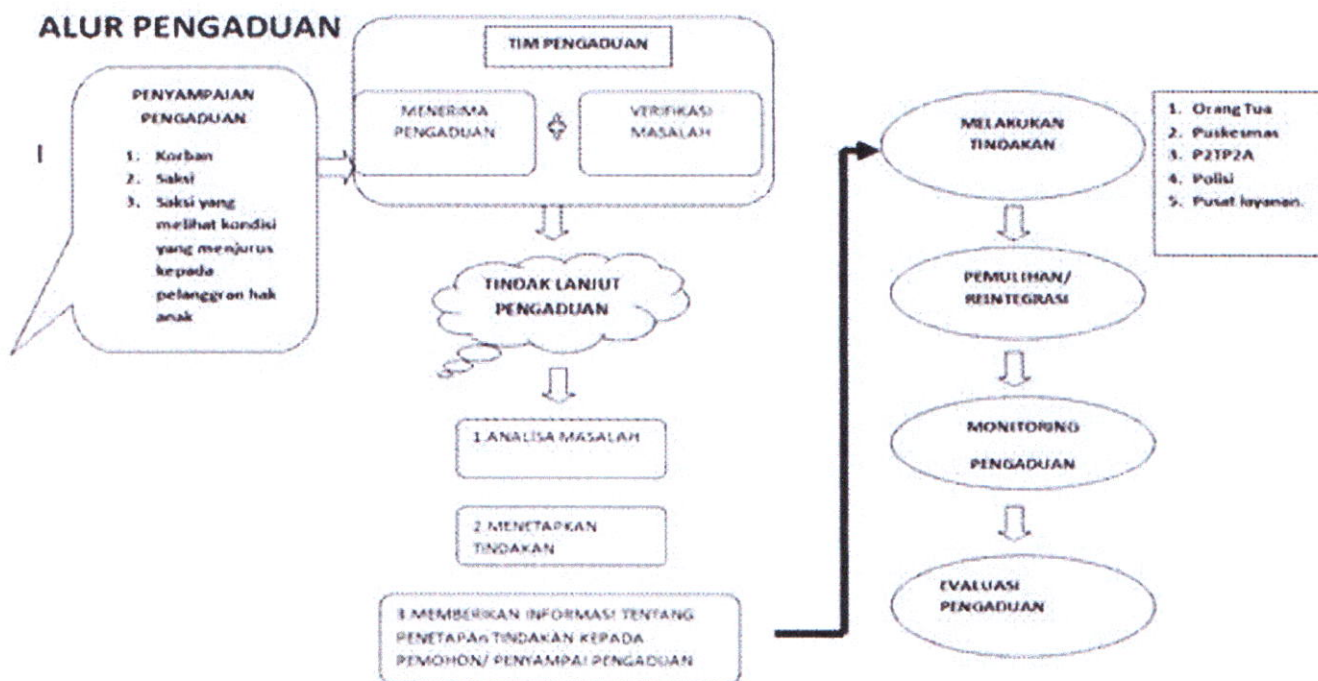 ALUR PENGADUAN
TIM PENGADUAN
PENYAMPAIAN
PENGADUAN
1. Korban
2. Saksi
3. Saksi yang
melihat kondisi
yang menjurus
kepada
pelanggran hak
anak
MENERIMA
PENGADUAN
VERIFIKASI
MASALAH
TINDAK LANJUT
PENGADUAN
1.ANALISA MASALAH
2.MENETAPKAN
TINDAKAN
3.MEMBERIKAN INFORMASI TENTANG
PENETAPAn TINDAKAN KEPADA
PEMOHON/ PENYAMPAI PENGADUAN
MELAKUKAN
TINDAKAN
1. Orang Tua
2. Puskesmas
3. P2TP2A
4. Polisi
5. Pusat layanan.
PEMULIHAN/
REINTEGRASI
MONITORING
PENGADUAN
EVALUASI
PENGADUAN